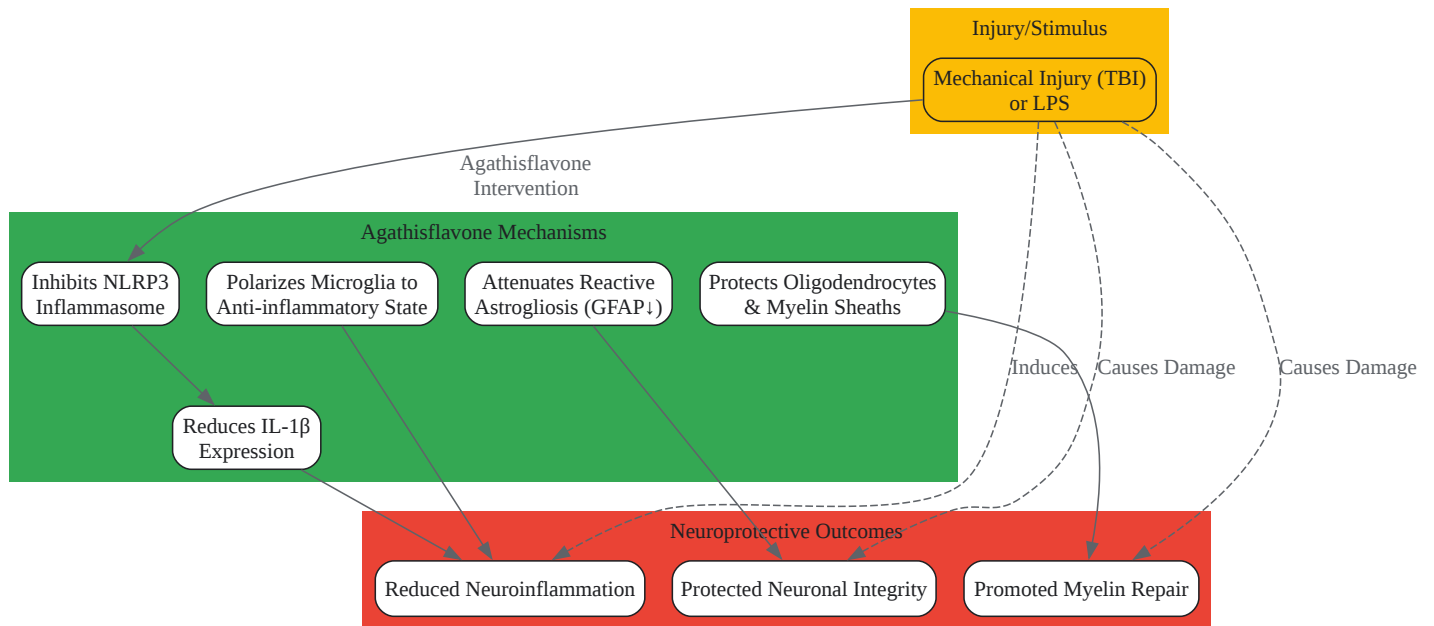 Injury/Stimulus
Mechanical Injury (TBI)
or LPS
Agathisflavone
Intervention
Agathisflavone Mechanisms
Inhibits NLRP3
Inflammasome
Polarizes Microglia to
Anti-inflammatory State
Attenuates Reactive
Astrogliosis (GFAP↓)
Protects Oligodendrocytes
& Myelin Sheaths
Induces
Causes Damage
Causes Damage
Reduces IL-1β
Expression
Neuroprotective Outcomes
Reduced Neuroinflammation
Protected Neuronal Integrity
Promoted Myelin Repair